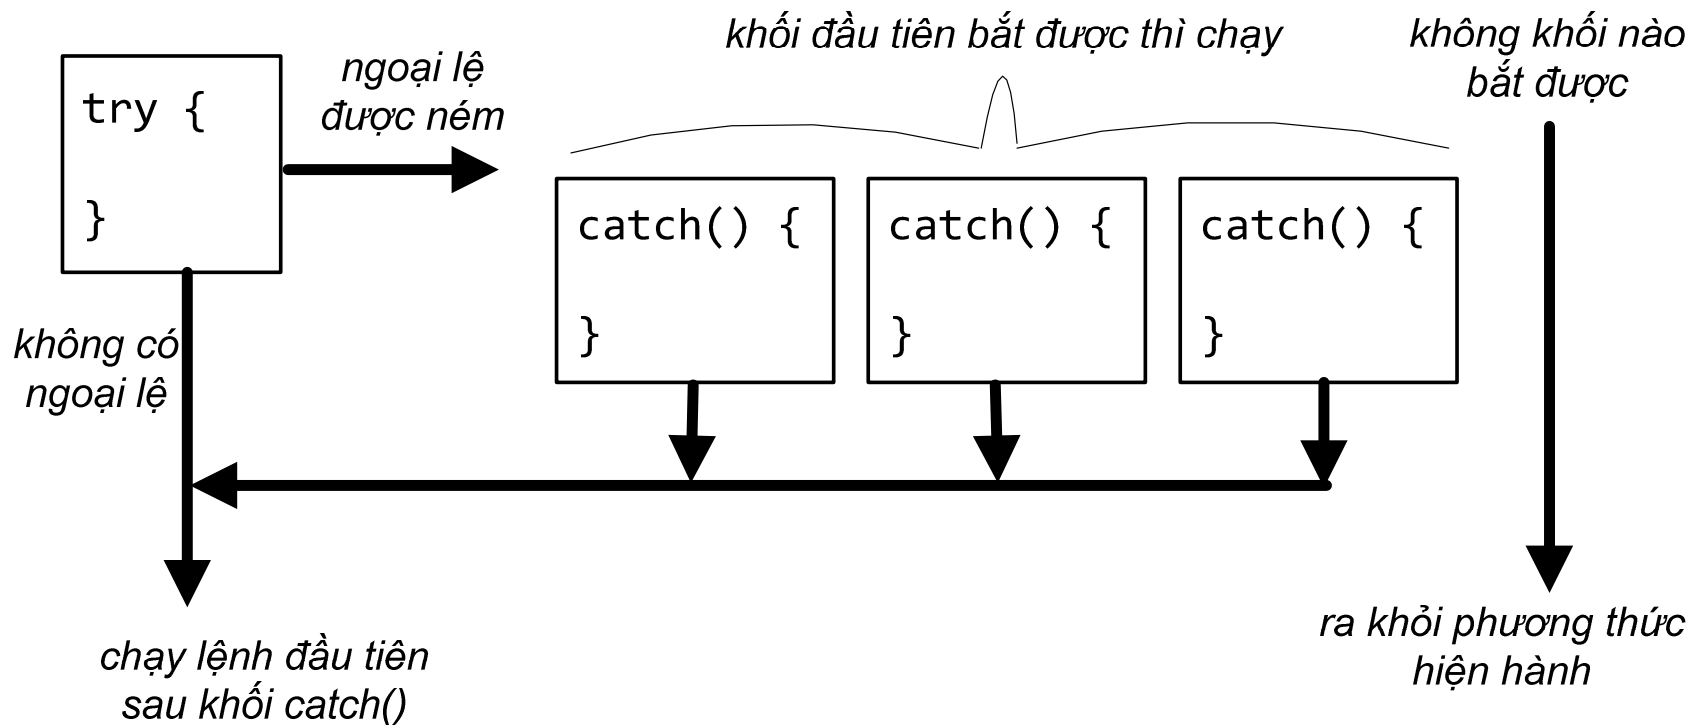 khối đầu tiên bắt được thì chạy
không khối nào
bắt được
ngoại lệ
được ném
try {
}
catch() {
}
catch() {
}
catch() {
}
không có
ngoại lệ
chạy lệnh đầu tiên
sau khối catch()
ra khỏi phương thức
hiện hành